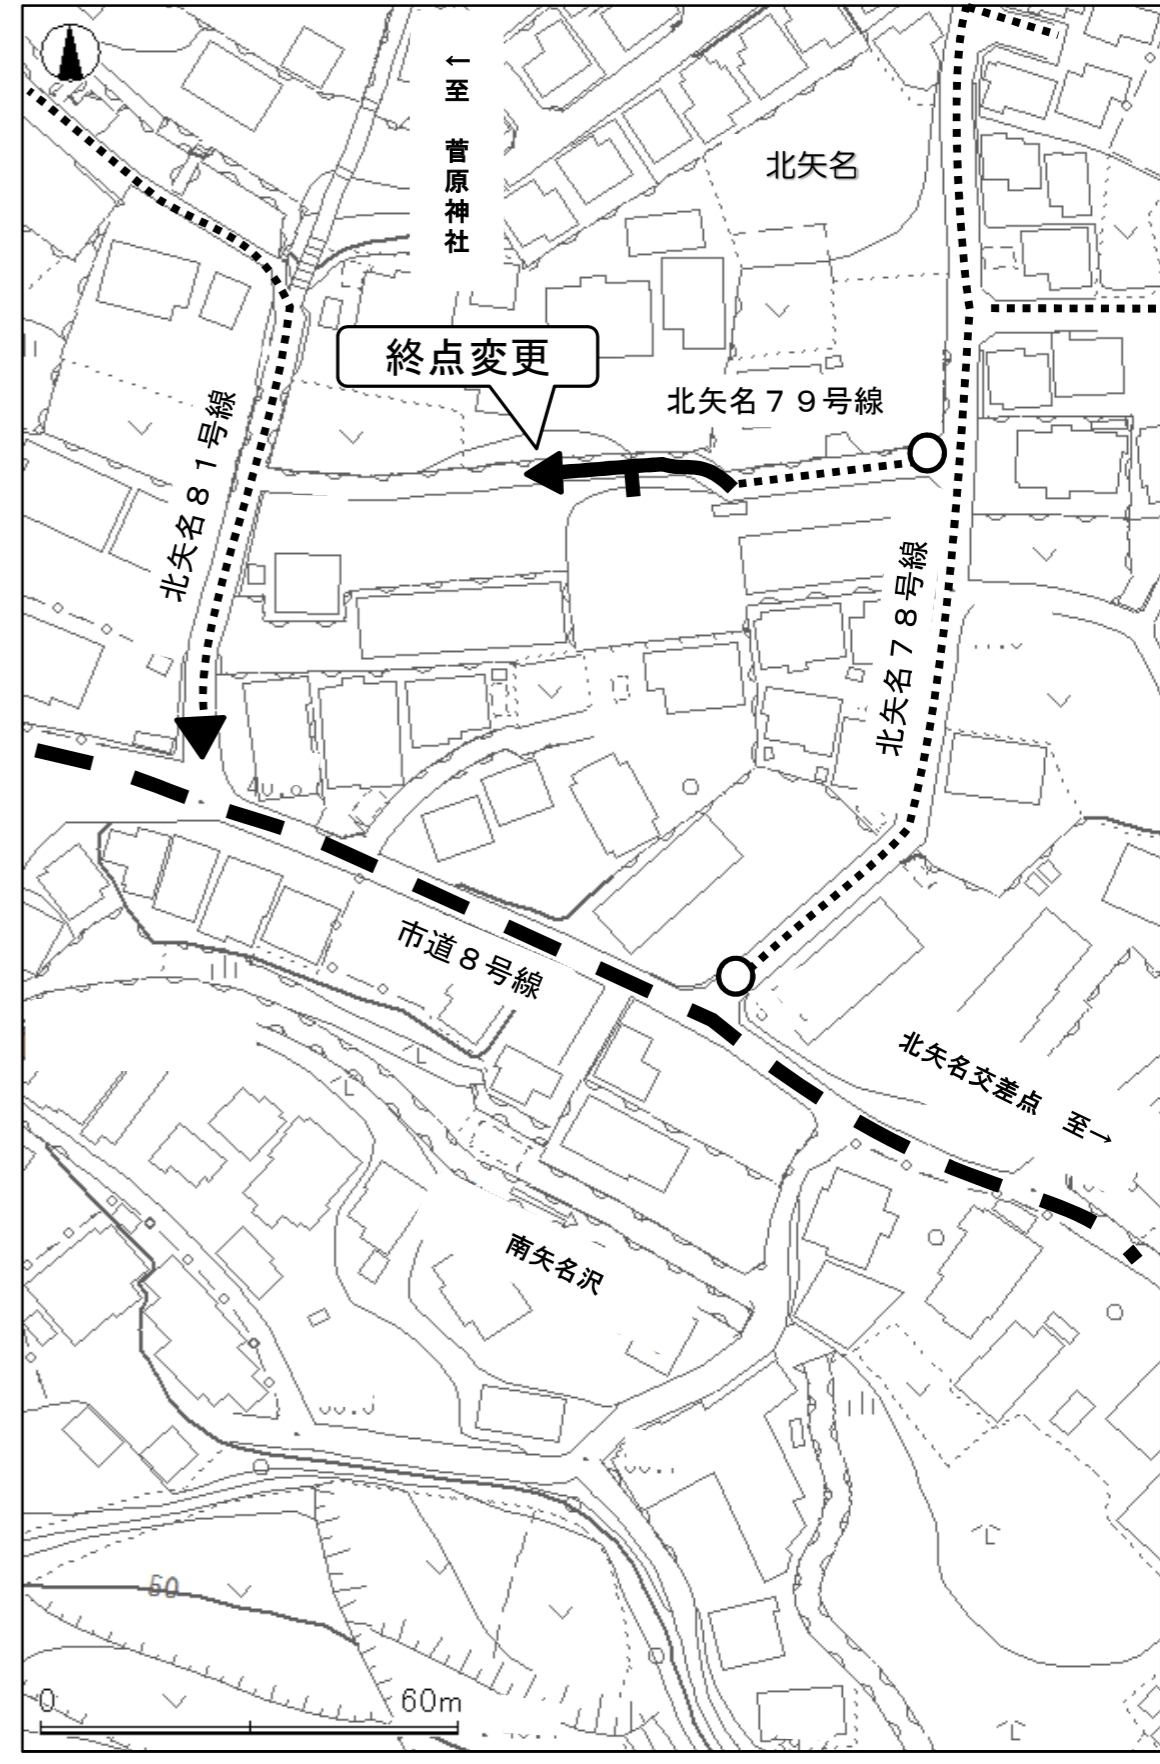 ←至　菅原神社
北矢名
終点変更
北矢名７９号線
北矢名８１号線
北矢名７８号線
市道８号線
北矢名交差点　至→
南矢名沢
50
0
60m